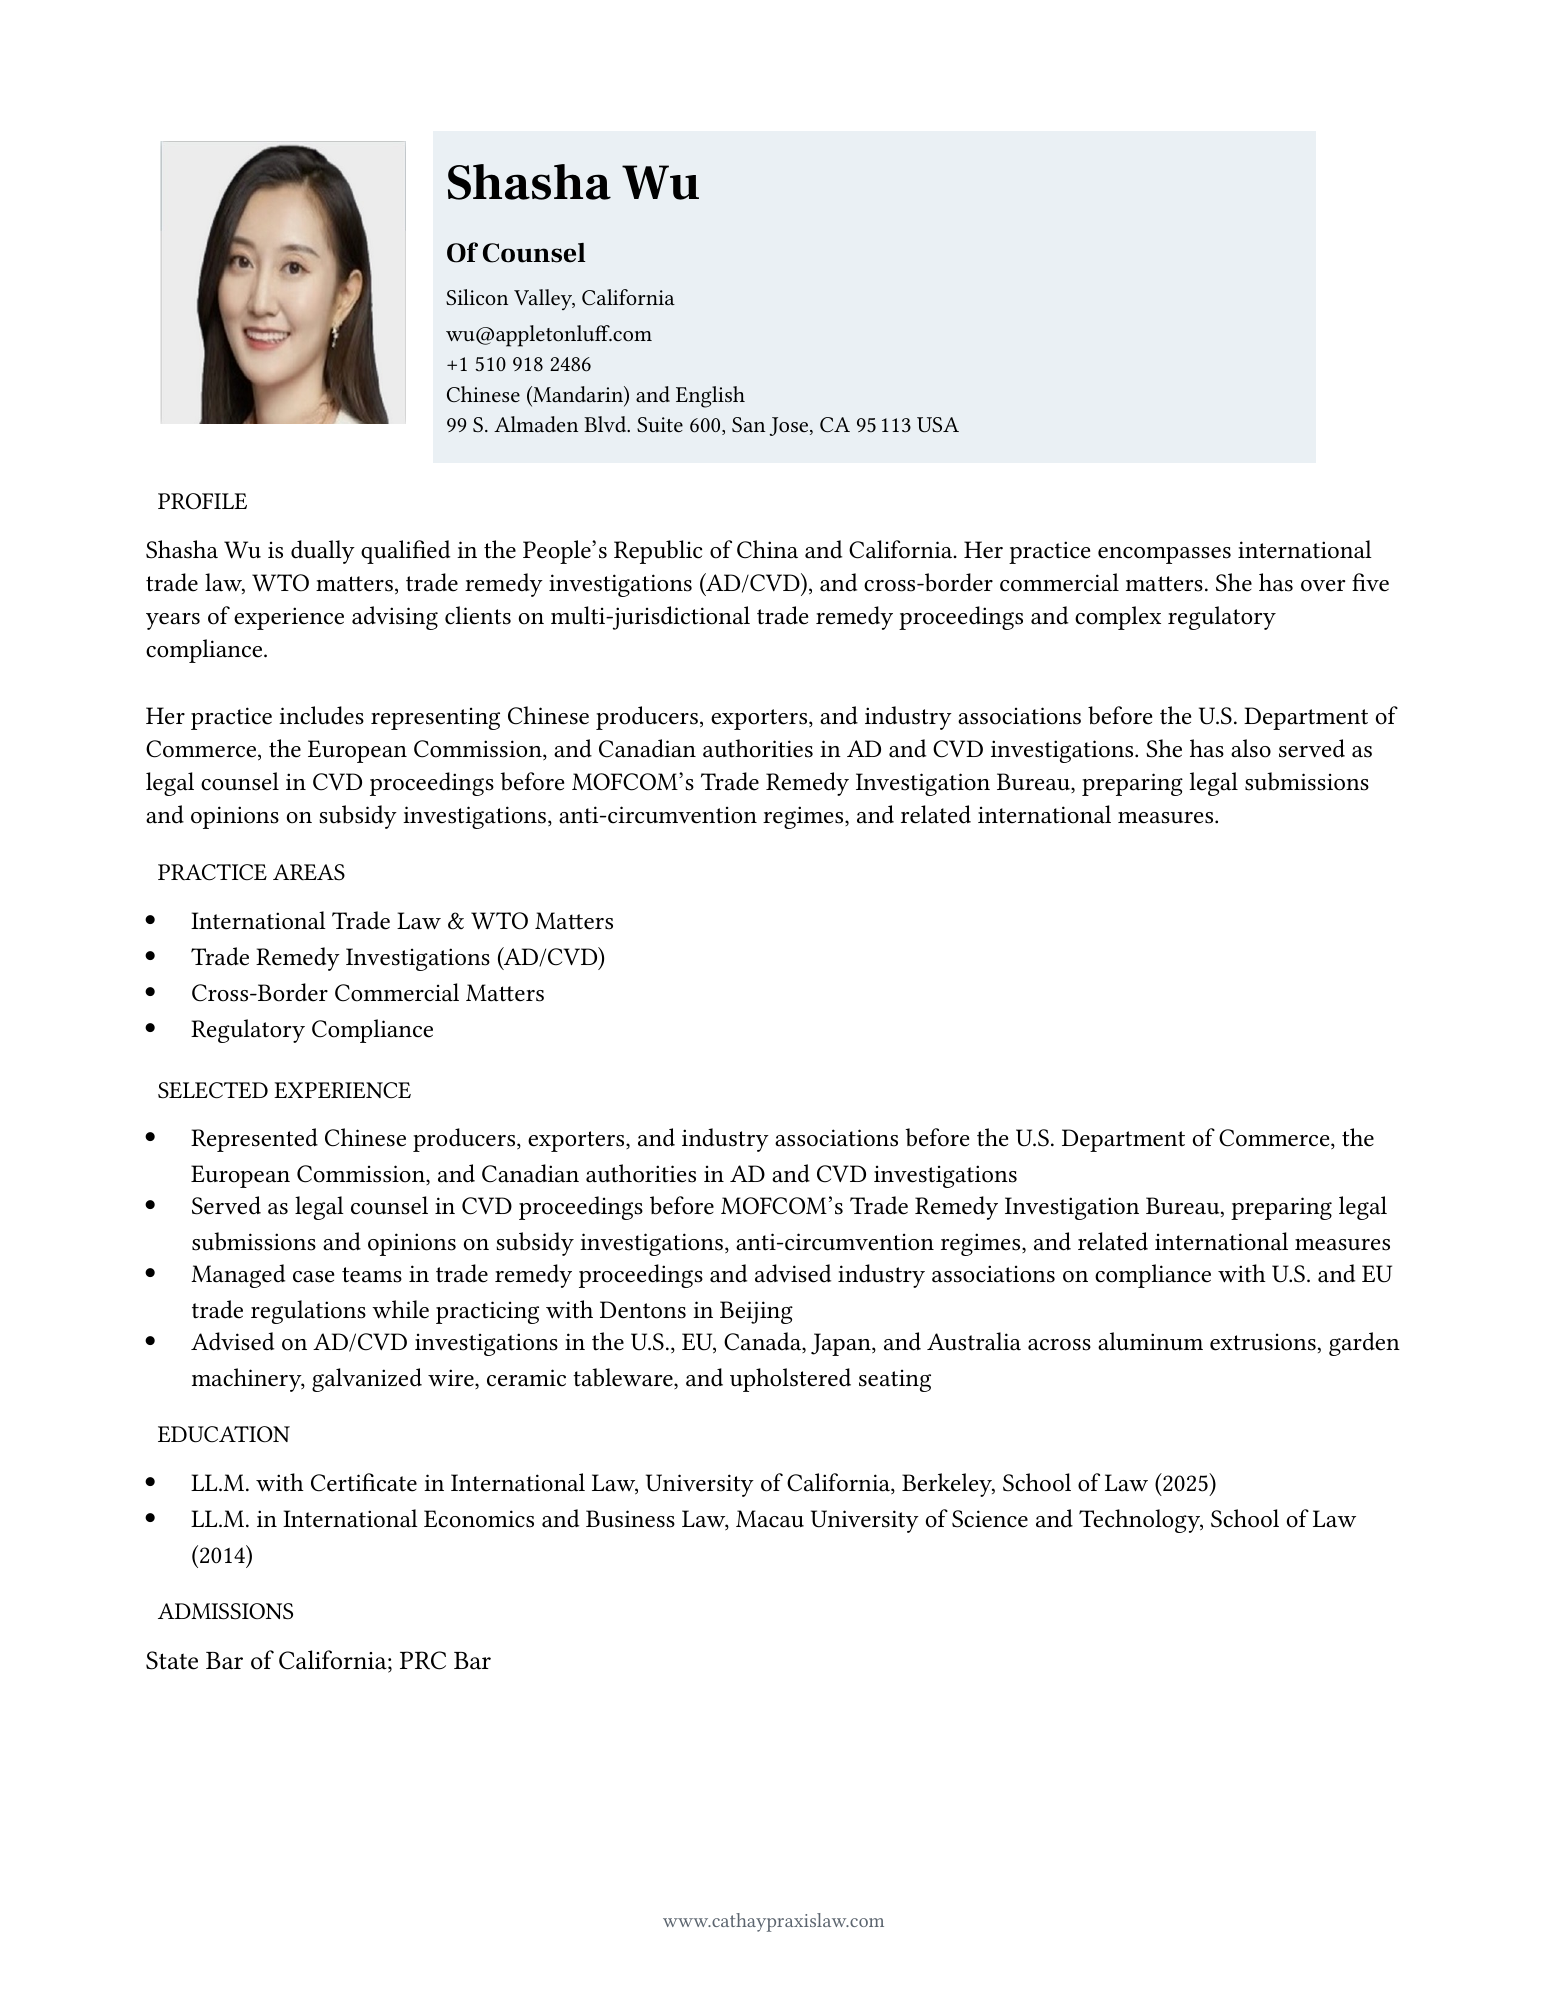 Shasha Wu
Of Counsel
Silicon Valley, California
wu@appletonluff.com
+1 510 918 2486
Chinese (Mandarin) and English
99 S. Almaden Blvd. Suite 600, San Jose, CA 95113 USA
PROFILE
Shasha Wu is dually qualified in the People’s Republic of China and California. Her practice encompasses international
trade law, WTO matters, trade remedy investigations (AD/CVD), and cross-border commercial matters. She has over five
years of experience advising clients on multi-jurisdictional trade remedy proceedings and complex regulatory
compliance.
Her practice includes representing Chinese producers, exporters, and industry associations before the U.S. Department of
Commerce, the European Commission, and Canadian authorities in AD and CVD investigations. She has also served as
legal counsel in CVD proceedings before MOFCOM’s Trade Remedy Investigation Bureau, preparing legal submissions
and opinions on subsidy investigations, anti-circumvention regimes, and related international measures.
PRACTICE AREAS
• International Trade Law & WTO Matters
• Trade Remedy Investigations (AD/CVD)
• Cross-Border Commercial Matters
• Regulatory Compliance
SELECTED EXPERIENCE
• Represented Chinese producers, exporters, and industry associations before the U.S. Department of Commerce, the
European Commission, and Canadian authorities in AD and CVD investigations
• Served as legal counsel in CVD proceedings before MOFCOM’s Trade Remedy Investigation Bureau, preparing legal
submissions and opinions on subsidy investigations, anti-circumvention regimes, and related international measures
• Managed case teams in trade remedy proceedings and advised industry associations on compliance with U.S. and EU
trade regulations while practicing with Dentons in Beijing
• Advised on AD/CVD investigations in the U.S., EU, Canada, Japan, and Australia across aluminum extrusions, garden
machinery, galvanized wire, ceramic tableware, and upholstered seating
EDUCATION
• LL.M. with Certificate in International Law, University of California, Berkeley, School of Law (2025)
• LL.M. in International Economics and Business Law, Macau University of Science and Technology, School of Law
(2014)
ADMISSIONS
State Bar of California; PRC Bar
www.cathaypraxislaw.com